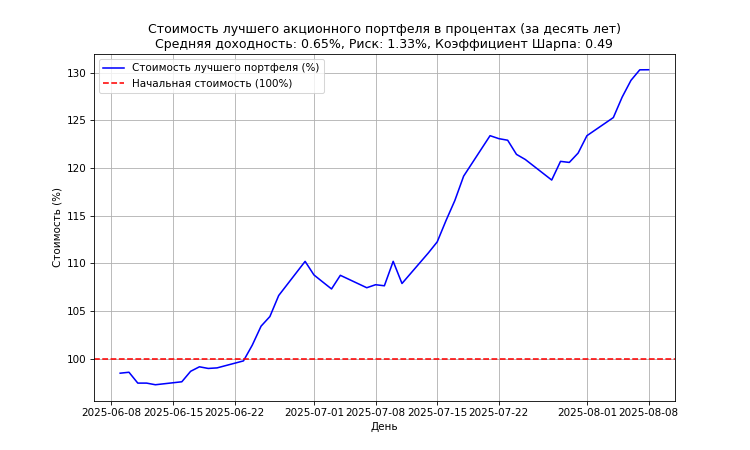 Стоимость лучшего акционного портфеля в процентах (за десять лет)
Средняя доходность: 0.65%, Риск: 1.33%, Коэффициент Шарпа: 0.49
Стоимость лучшего портфеля (%)
Начальная стоимость (100%)
Стоимость (%)
130
125
120
115
110
105
100
2025-06-08 2025-06-15 2025-06-22 2025-07-01 2025-07-08 2025-07-15 2025-07-22 2025-08-01 2025-08-08
День